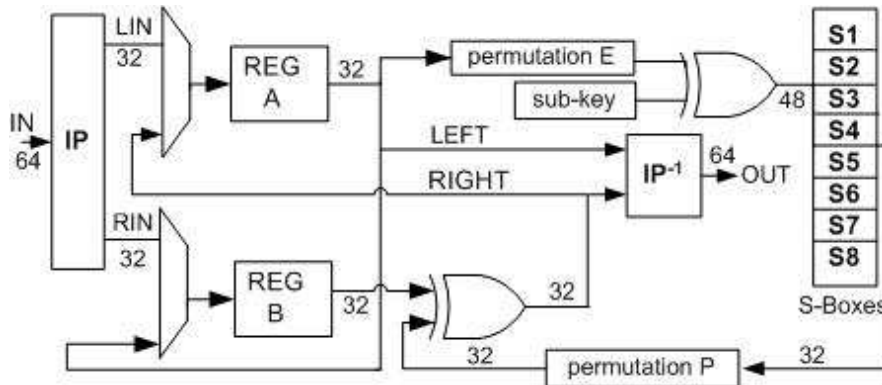 LIN
32
REG
A
32
permutation E
sub-key
48
S1
S2
S3
S4
S5
S6
S7
S8
S-Boxes
IN
64
IP
LEFT
RIGHT
IP-1
64
OUT
RIN
32
REG
B
32
32
32
permutation P
32